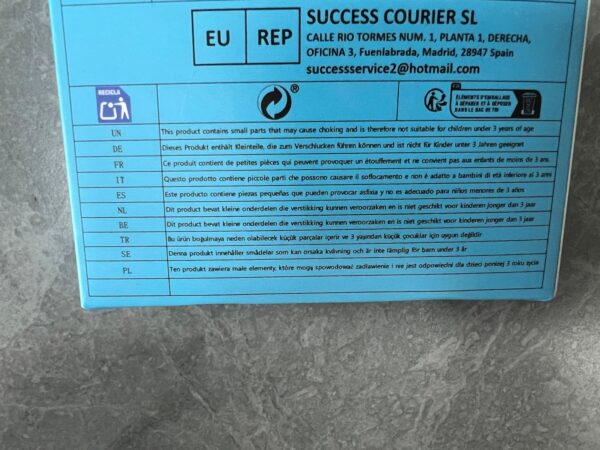 EU REP
SUCCESS COURIER SL
CALLE RIO TORMES NUM. 1, PLANTA 1, DERECHA,
OFICINA 3, Fuenlabrada, Madrid, 28947 Spain
successservice2@hotmail.com
RECICLA
®
FR
ÉLÉMENTS D'EMBALLAGE
À SÉPARER ET À DÉPOSER
DANS LE BAC DE TRI
UN This product contains small parts that may cause choking and is therefore not suitable for children under 3 years of age
DE Dieses Produkt enthält Kleinteile, die zum Verschlucken führen können und ist nicht für Kinder unter 3 Jahren geeignet
FR Ce produit contient de petites pièces qui peuvent provoquer un étouffement et ne convient pas aux enfants de moins de 3 ans.
IT Questo prodotto contiene piccole parti che possono causare il soffocamento e non è adatto a bambini di età inferiore ai 3 anni
ES Este producto contiene piezas pequeñas que pueden provocar asfixia y no es adecuado para niños menores de 3 años
NL Dit product bevat kleine onderdelen die verstikking kunnen veroorzaken en is niet geschikt voor kinderen jonger dan 3 jaar
BE Dit product bevat kleine onderdelen die verstikking kunnen veroorzaken en is niet geschikt voor kinderen jonger dan 3 jaar
TR Bu ürün boğulmaya neden olabilecek küçük parçalar içerir ve 3 yaşından küçük çocuklar için uygun değildir
SE Denna produkt innehåller smådelar som kan orsaka kvävning och är inte lämplig för barn under 3 år
PL Ten produkt zawiera małe elementy, które mogą spowodować zadławienie i nie jest odpowiedni dla dzieci poniżej 3 roku życia